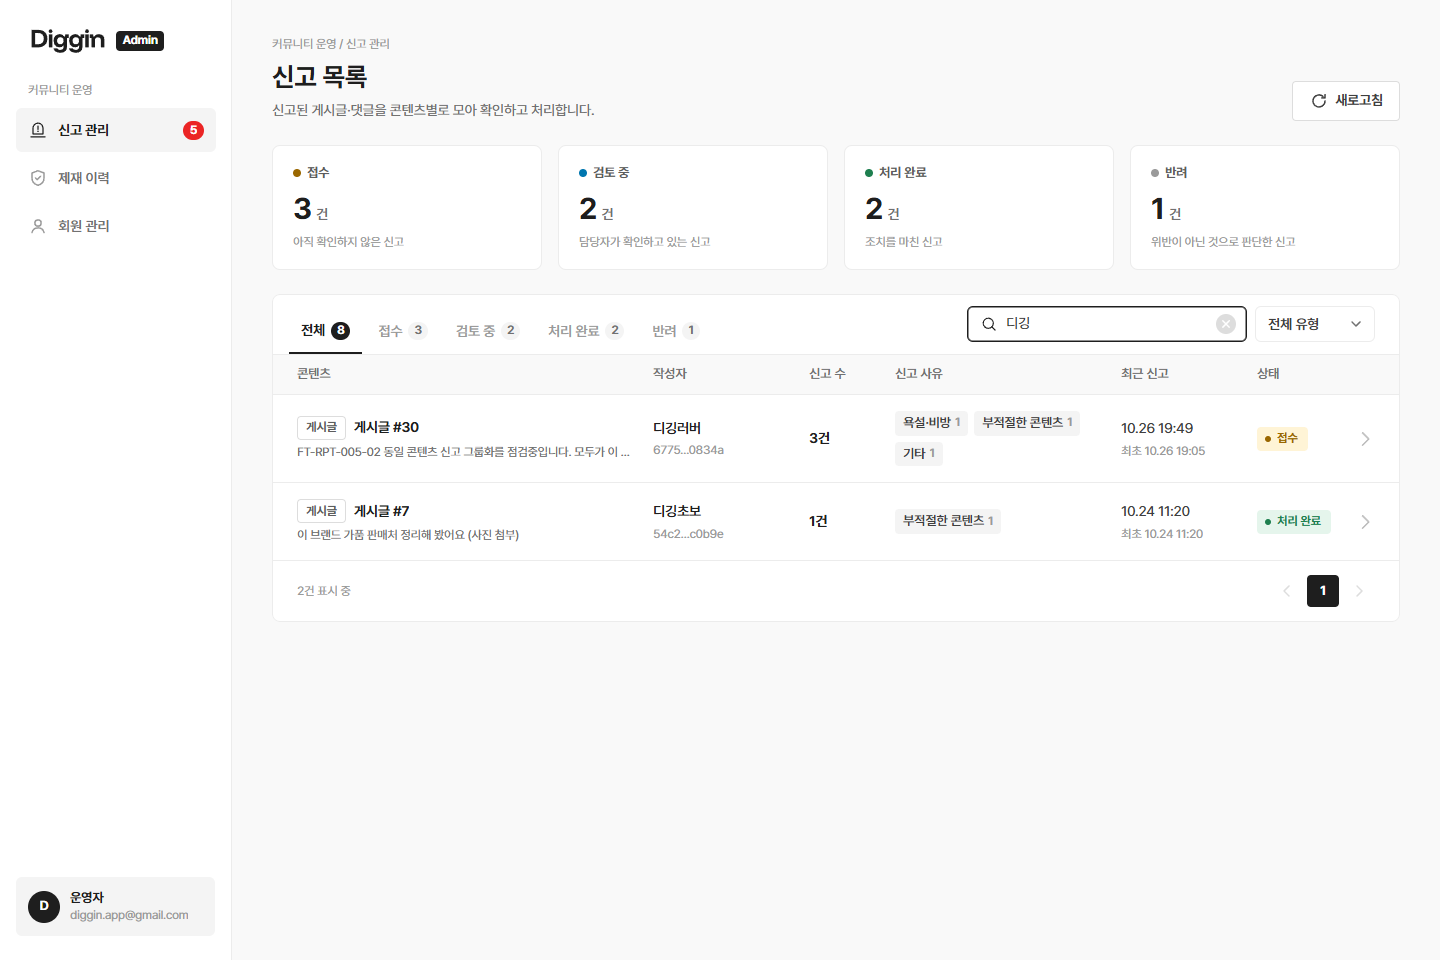 Diggin Admin
커뮤니티 운영
신고 관리 5
제재 이력
회원 관리
D
운영자
diggin.app@gmail.com
커뮤니티 운영 / 신고 관리
신고 목록
신고된 게시글·댓글을 콘텐츠별로 모아 확인하고 처리합니다.
새로고침
접수
3 건
아직 확인하지 않은 신고
검토 중
2 건
담당자가 확인하고 있는 신고
처리 완료
2 건
조치를 마친 신고
반려
1 건
위반이 아닌 것으로 판단한 신고
전체 8 접수 3 검토 중 2 처리 완료 2 반려 1
디깅
전체 유형
콘텐츠 작성자 신고 수 신고 사유 최근 신고 상태
게시글 게시글 #30
FT-RPT-005-02 동일 콘텐츠 신고 그룹화를 점검중입니다. 모두가 이 ...
디깅러버
6775...0834a
3건
욕설·비방 1 부적절한 콘텐츠 1
기타 1
10.26 19:49
최초 10.26 19:05
접수
게시글 게시글 #7
이 브랜드 가품 판매처 정리해 봤어요 (사진 첨부)
디깅초보
54c2...c0b9e
1건
부적절한 콘텐츠 1
10.24 11:20
최초 10.24 11:20
처리 완료
2건 표시 중
1